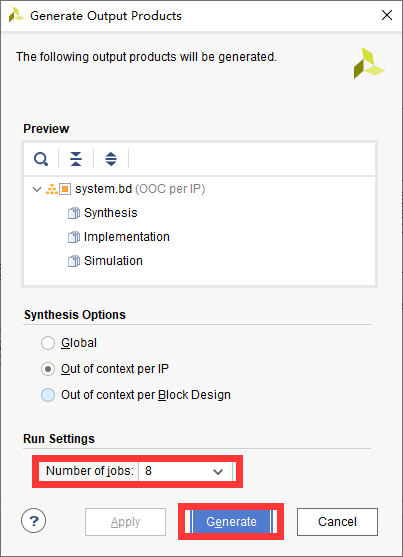 Generate Output Products
The following output products will be generated.
Preview
system.bd (OOC per IP)
Synthesis
Implementation
Simulation
Synthesis Options
Global
Out of context per IP
Out of context per Block Design
Run Settings
Number of jobs: 8
? Apply Generate Cancel